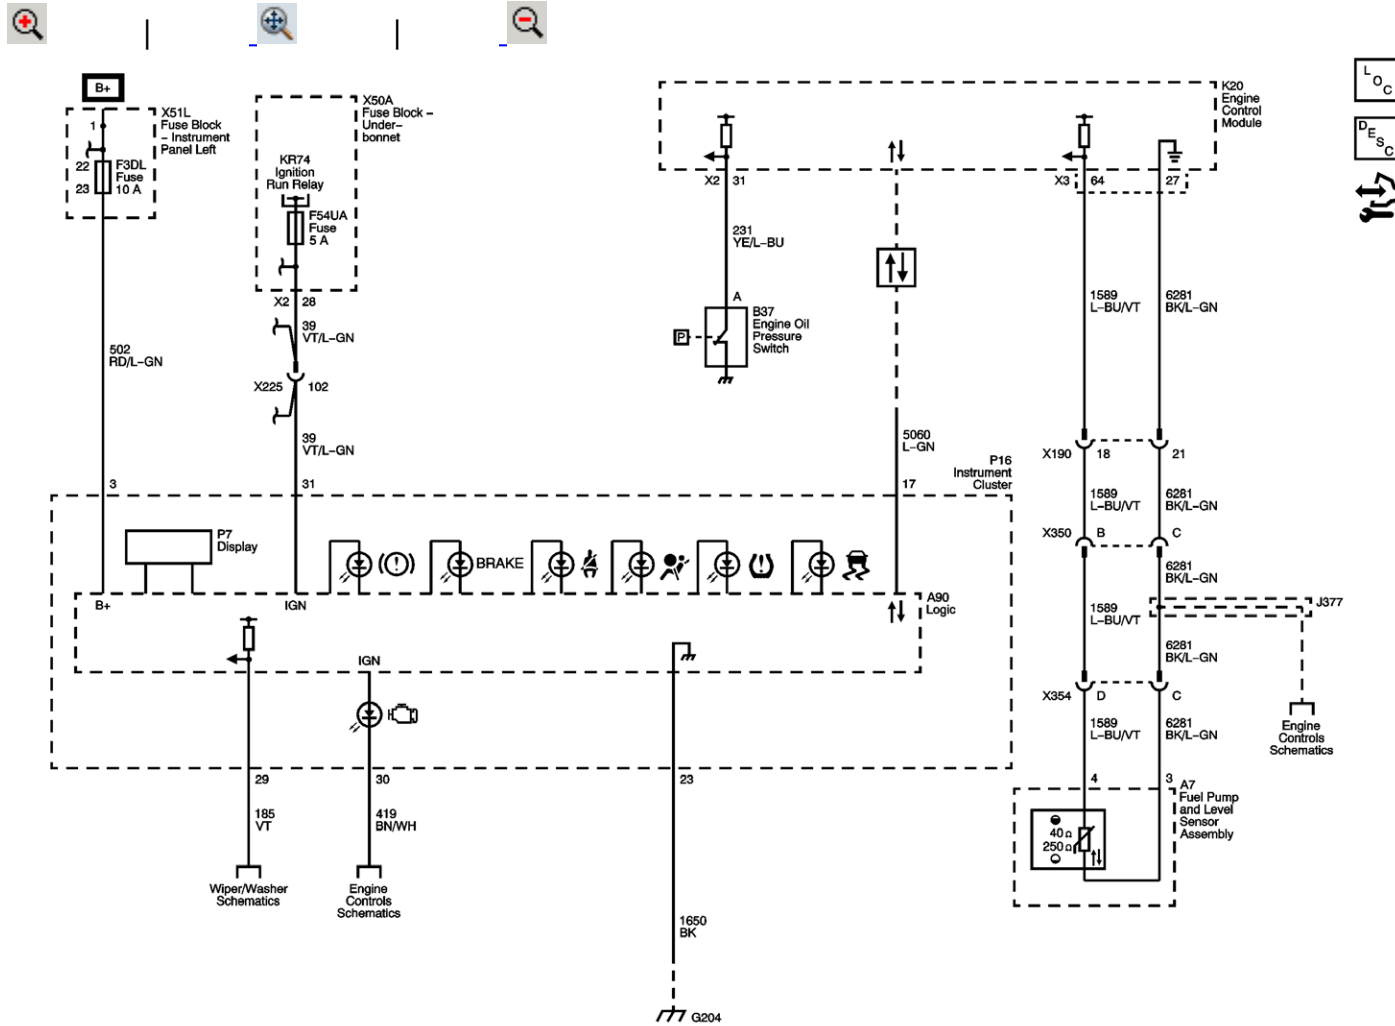 B+
X51L
Fuse Block
– Instrument
Panel Left
1
22
23
F3DL
Fuse
10 A
X50A
Fuse Block –
Under–
bonnet
KR74
Ignition
Run Relay
F54UA
Fuse
5 A
X2 28
39
VT/L–GN
X225 102
39
VT/L–GN
502
RD/L–GN
K20
Engine
Control
Module
X2 31
X3 64 27
231
YE/L–BU
A
B37
Engine Oil
Pressure
Switch
P
1589
L–BU/VT
6281
BK/L–GN
5060
L–GN
X190 18 21
1589
L–BU/VT
6281
BK/L–GN
X350 B C
6281
BK/L–GN
1589
L–BU/VT
J377
6281
BK/L–GN
X354 D C
1589
L–BU/VT
6281
BK/L–GN
Engine
Controls
Schematics
4 3
A7
Fuel Pump
and Level
Sensor
Assembly
40 Ω
250 Ω
P16
Instrument
Cluster
3 31 17
P7
Display
BRAKE
B+ IGN
A90
Logic
IGN
29 30 23
185
VT
419
BN/WH
Wiper/Washer
Schematics
Engine
Controls
Schematics
1650
BK
G204
LOC
DESC